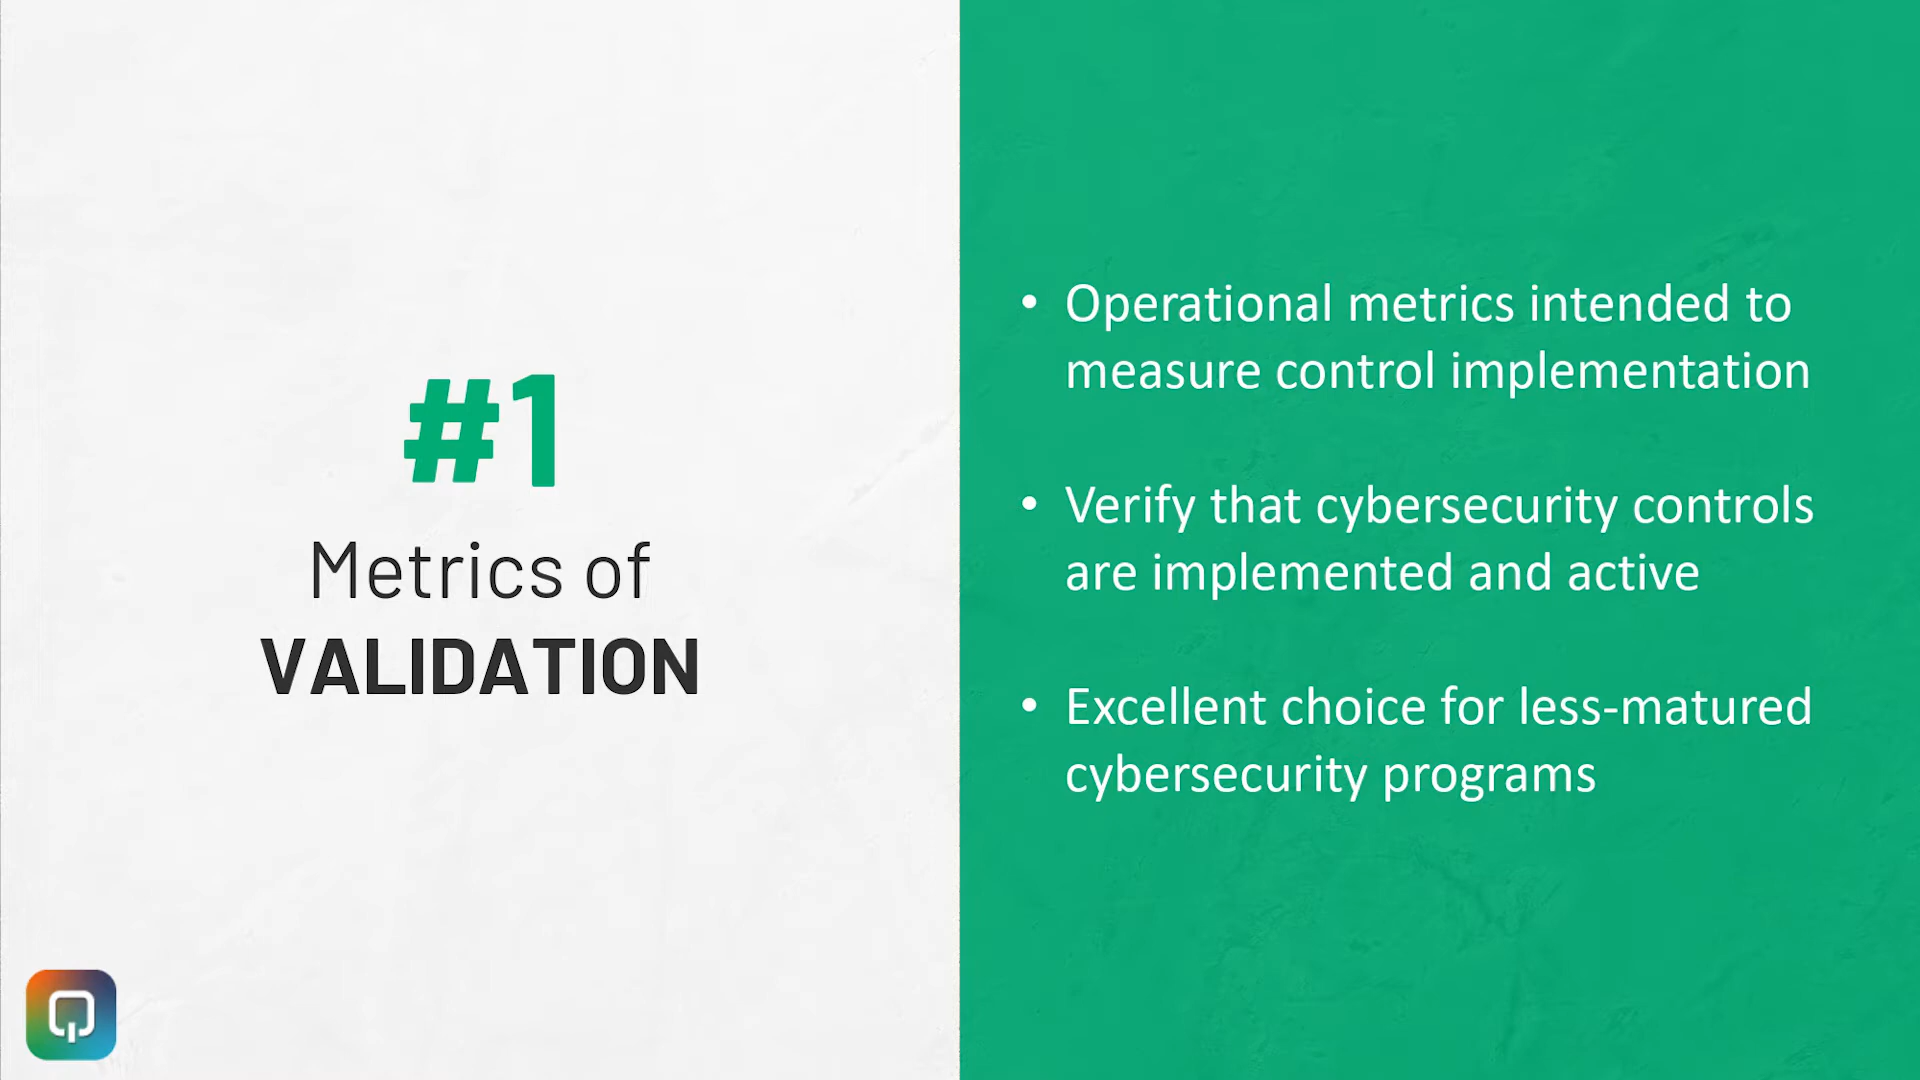 #1
Metrics of
VALIDATION
• Operational metrics intended to
measure control implementation
• Verify that cybersecurity controls
are implemented and active
• Excellent choice for less-matured
cybersecurity programs